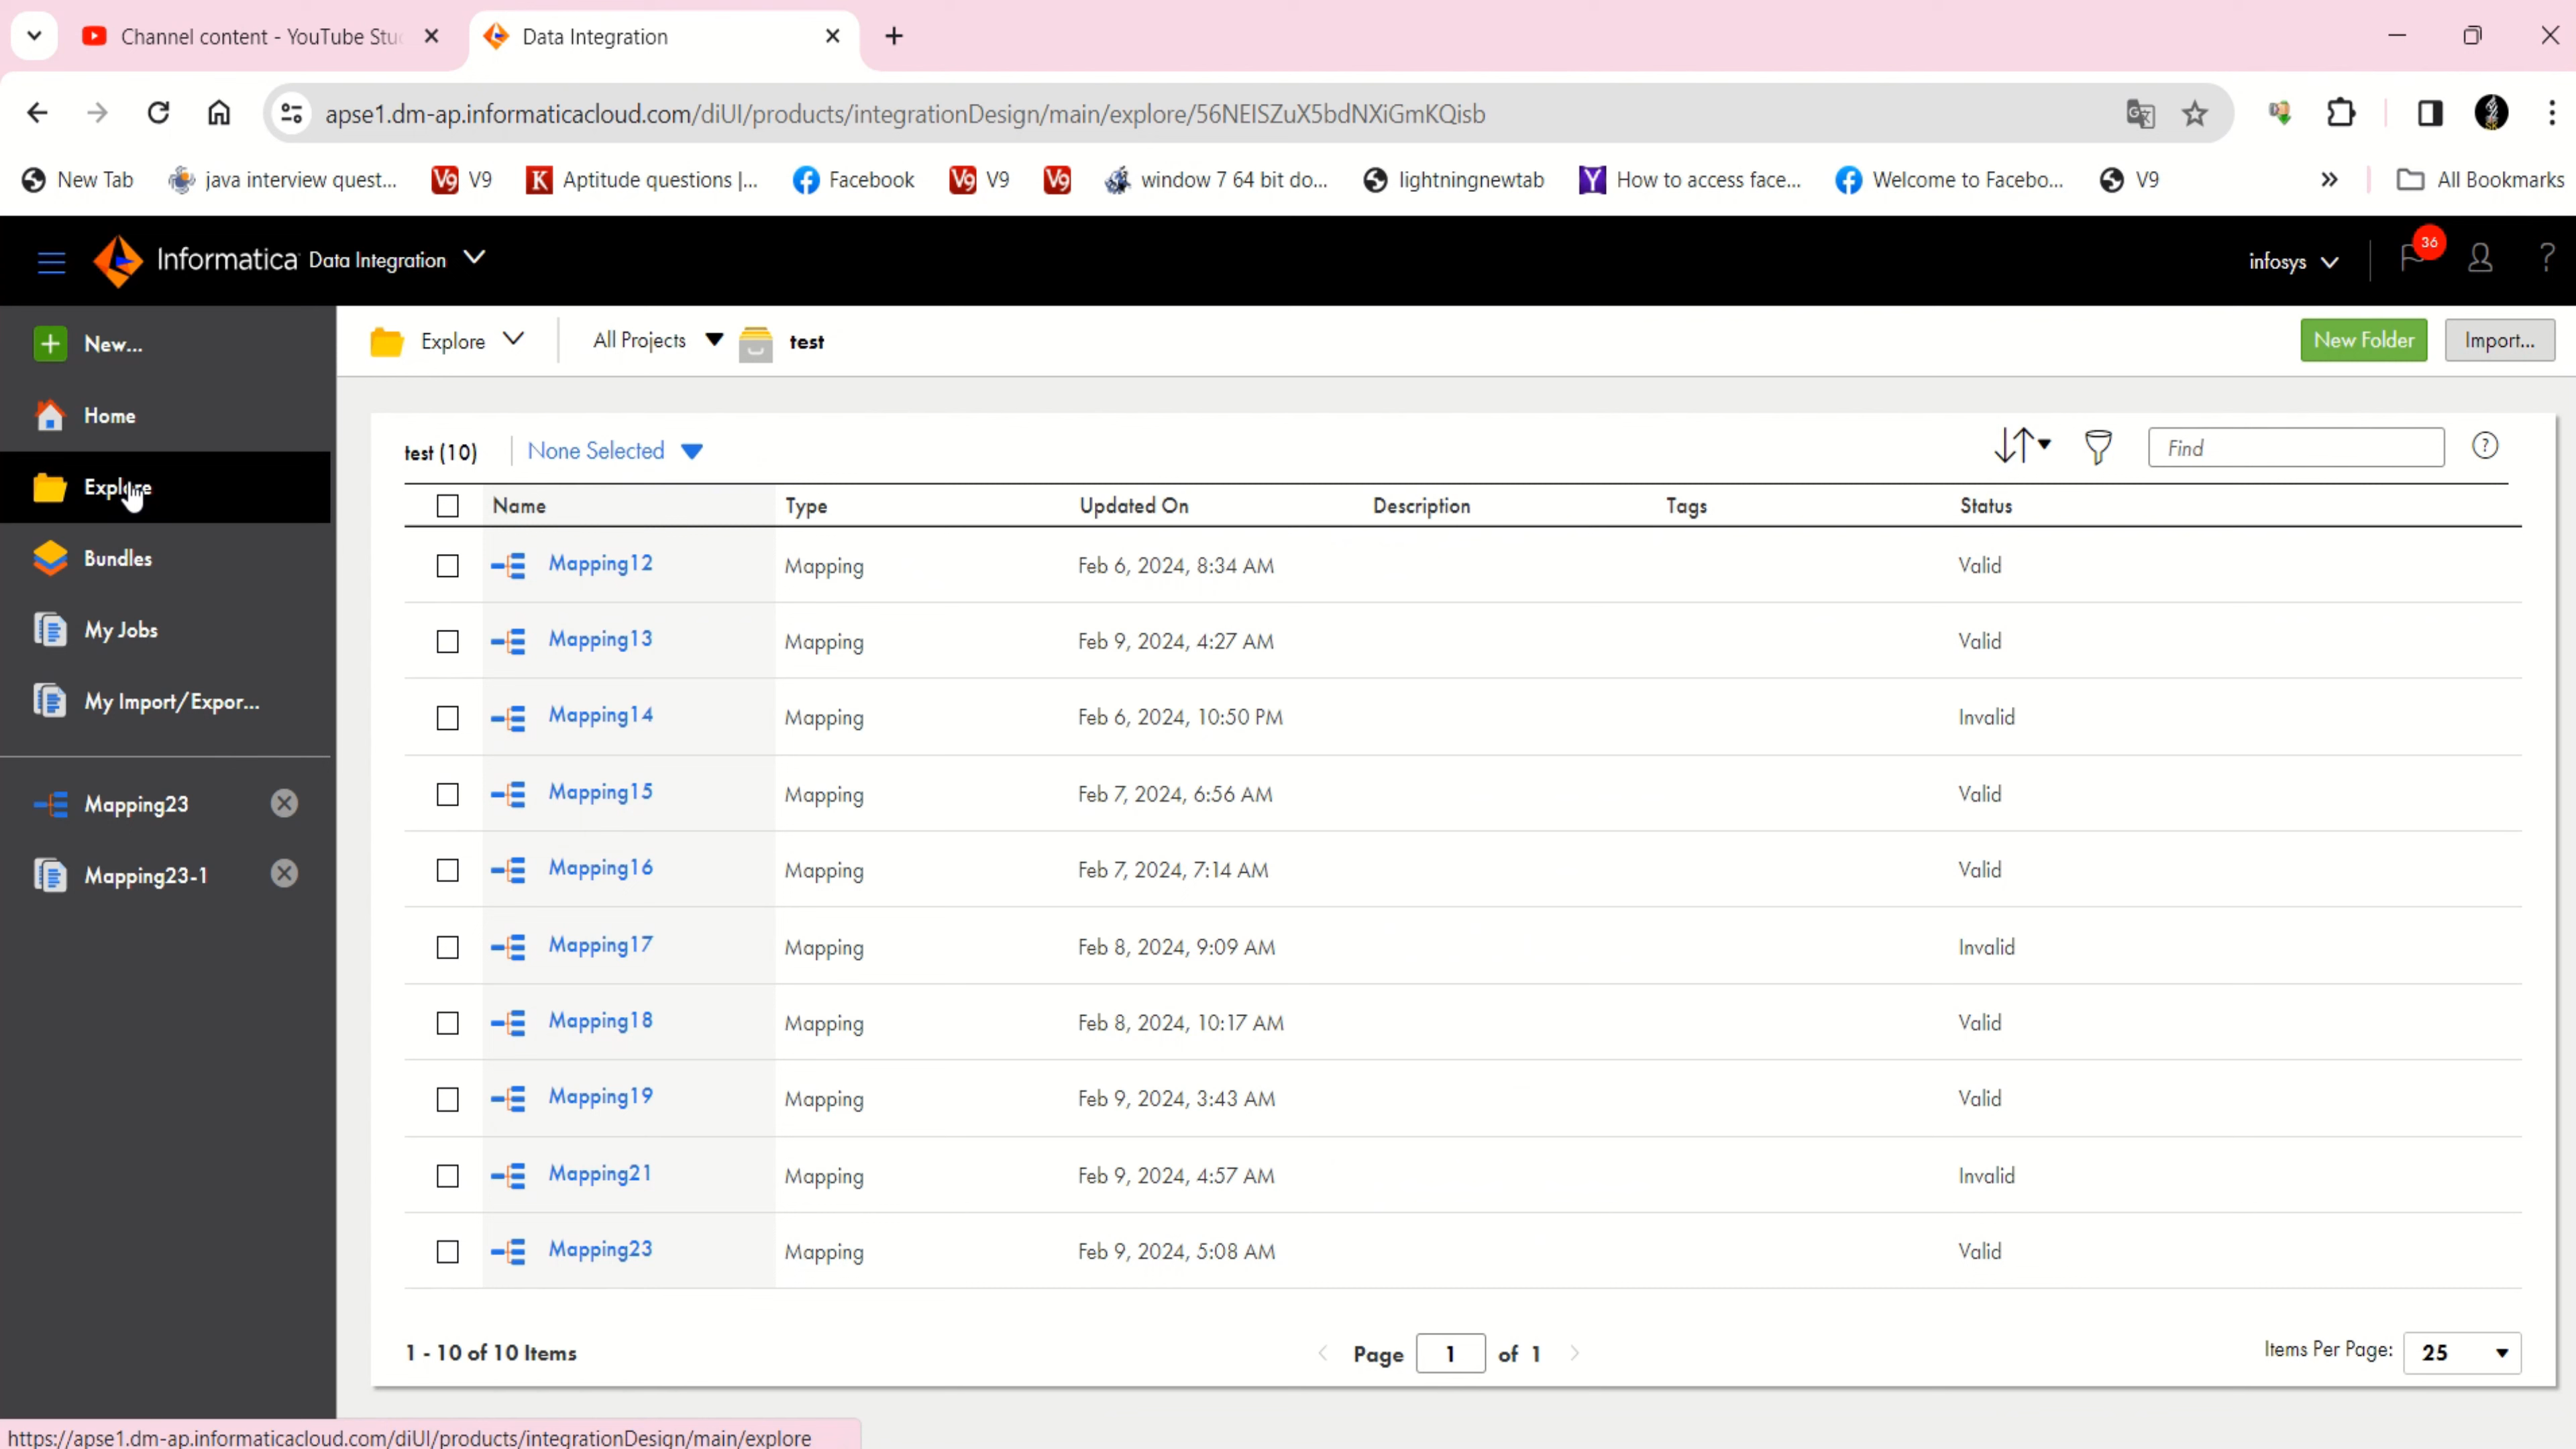 Channel content - YouTube Stu
Data Integration
apse1.dm-ap.informaticacloud.com/diUI/products/integrationDesign/main/explore/56NEISZuX5bdNXiGmKQisb
New Tab
java interview quest...
V9
Aptitude questions |...
Facebook
V9
window 7 64 bit do...
lightningnewtab
How to access face...
Welcome to Facebo...
V9
All Bookmarks
Informatica Data Integration
infosys
36
New...
Explore
All Projects
test
New Folder
Import...
Home
Explore
Bundles
My Jobs
My Import/Expor...
Mapping23
Mapping23-1
test (10)
None Selected
Find
Name Type Updated On Description Tags Status
Mapping12 Mapping Feb 6, 2024, 8:34 AM Valid
Mapping13 Mapping Feb 9, 2024, 4:27 AM Valid
Mapping14 Mapping Feb 6, 2024, 10:50 PM Invalid
Mapping15 Mapping Feb 7, 2024, 6:56 AM Valid
Mapping16 Mapping Feb 7, 2024, 7:14 AM Valid
Mapping17 Mapping Feb 8, 2024, 9:09 AM Invalid
Mapping18 Mapping Feb 8, 2024, 10:17 AM Valid
Mapping19 Mapping Feb 9, 2024, 3:43 AM Valid
Mapping21 Mapping Feb 9, 2024, 4:57 AM Invalid
Mapping23 Mapping Feb 9, 2024, 5:08 AM Valid
1 - 10 of 10 Items
Page 1 of 1
Items Per Page: 25
https://apse1.dm-ap.informaticacloud.com/diUI/products/integrationDesign/main/explore